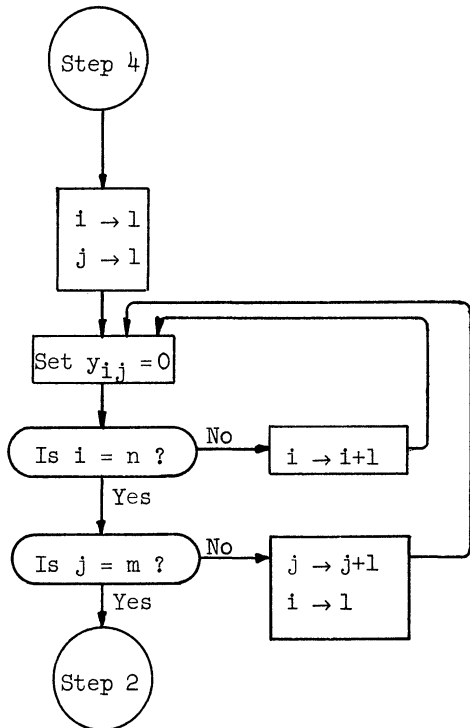 Step 4
i → 1
j → 1
Set y_ij = 0
Is i = n ?
No
i → i+1
Yes
Is j = m ?
No
j → j+1
i → 1
Yes
Step 2